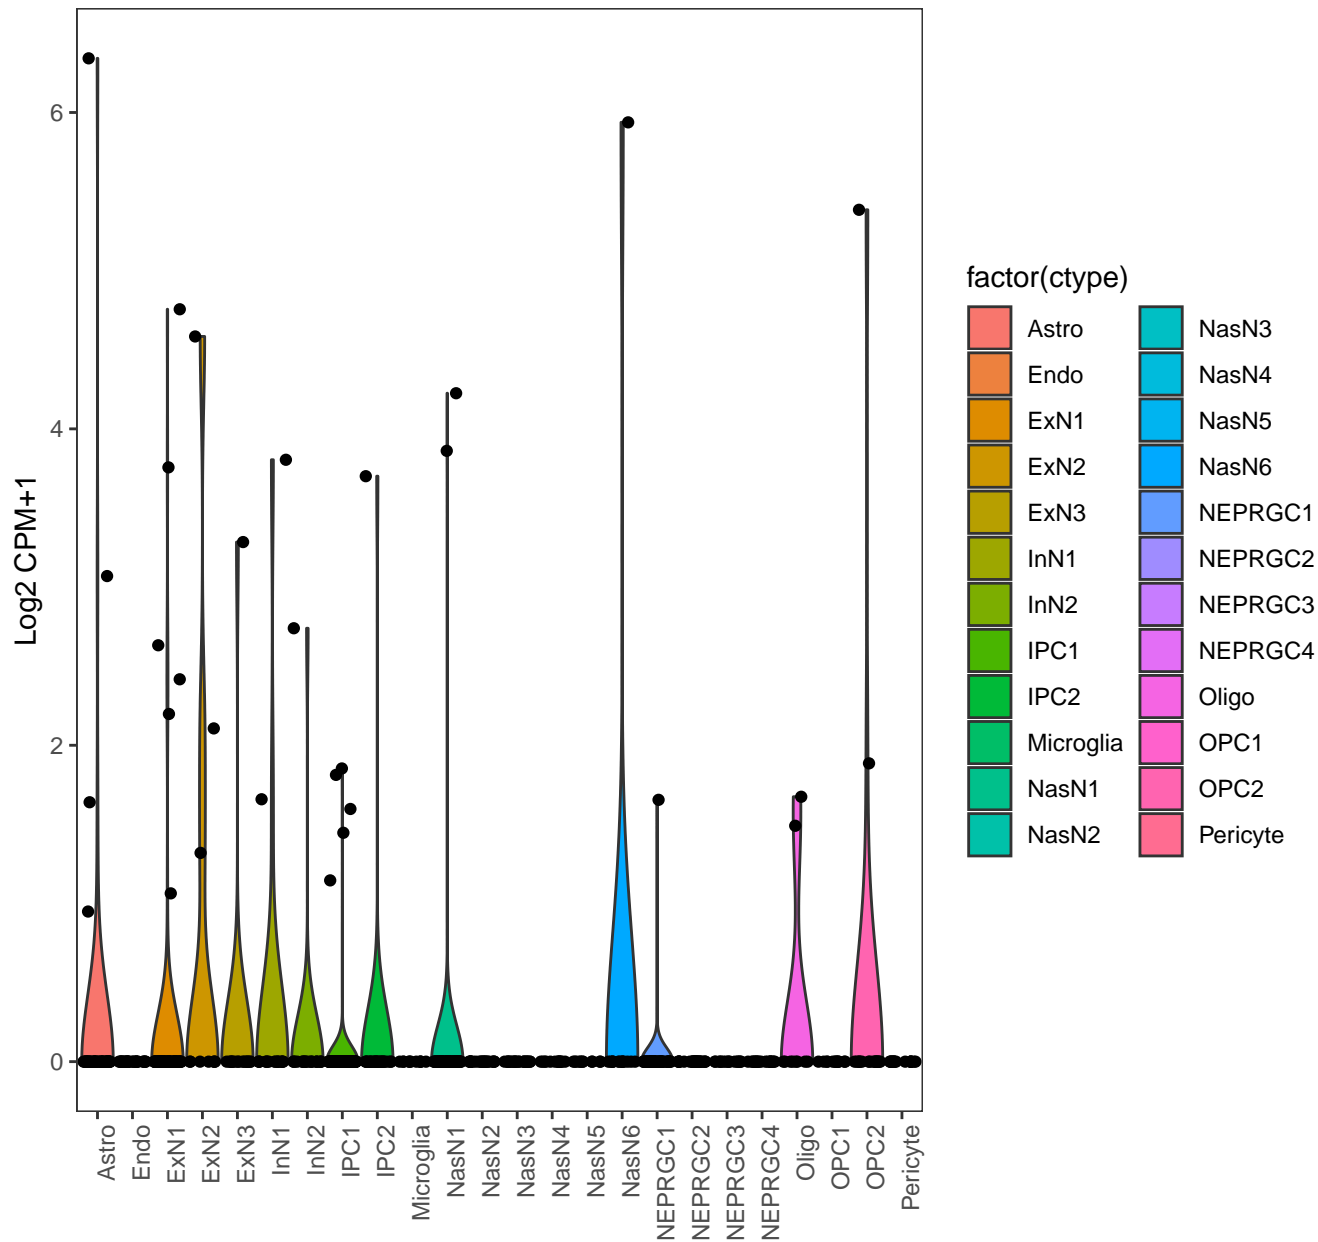 Log2 CPM+1
6
4
2
0
Astro
Endo
ExN1
ExN2
ExN3
InN1
InN2
IPC1
IPC2
Microglia
NasN1
NasN2
NasN3
NasN4
NasN5
NasN6
NEPRGC1
NEPRGC2
NEPRGC3
NEPRGC4
Oligo
OPC1
OPC2
Pericyte
factor(ctype)
Astro
Endo
ExN1
ExN2
ExN3
InN1
InN2
IPC1
IPC2
Microglia
NasN1
NasN2
NasN3
NasN4
NasN5
NasN6
NEPRGC1
NEPRGC2
NEPRGC3
NEPRGC4
Oligo
OPC1
OPC2
Pericyte